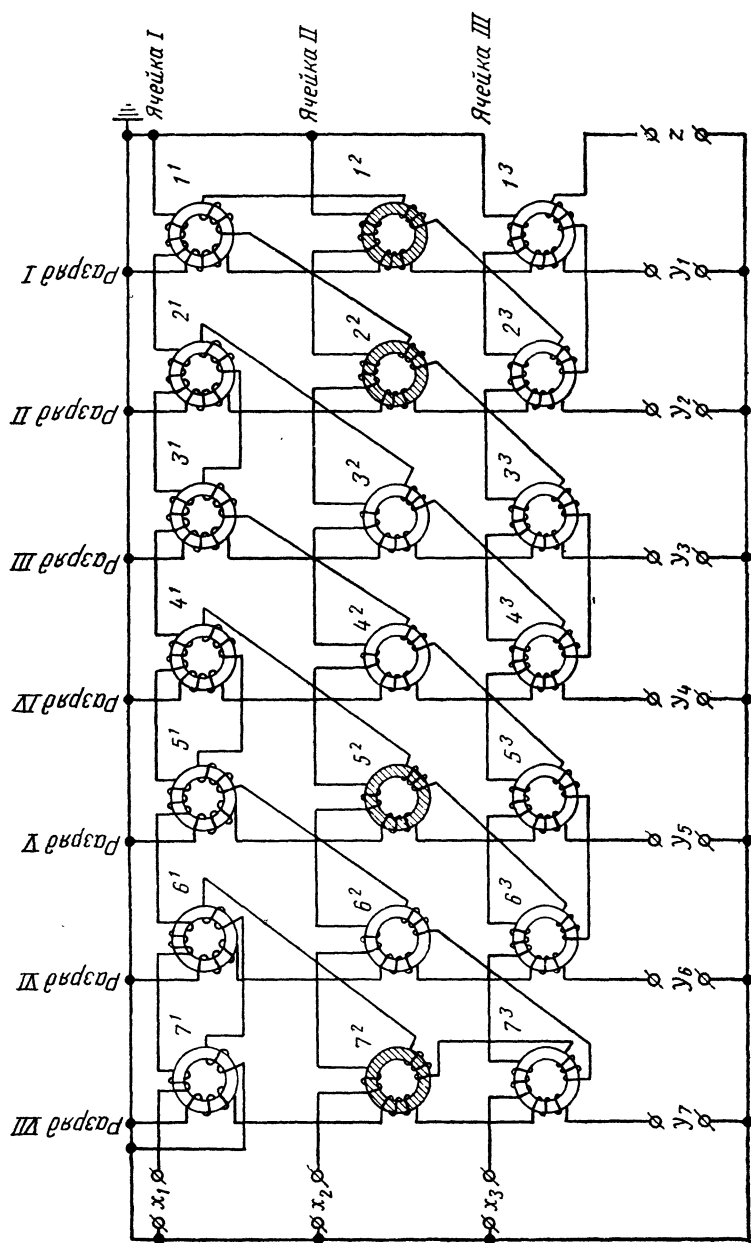 Ячейка I
Ячейка II
Ячейка III
Разряд I
Разряд II
Разряд III
Разряд IV
Разряд V
Разряд VI
Разряд VII
1¹
2¹
3¹
4¹
5¹
6¹
7¹
1²
2²
3²
4²
5²
6²
7²
1³
2³
3³
4³
5³
6³
7³
x₁
x₂
x₃
z
y₁
y₂
y₃
y₄
y₅
y₆
y₇